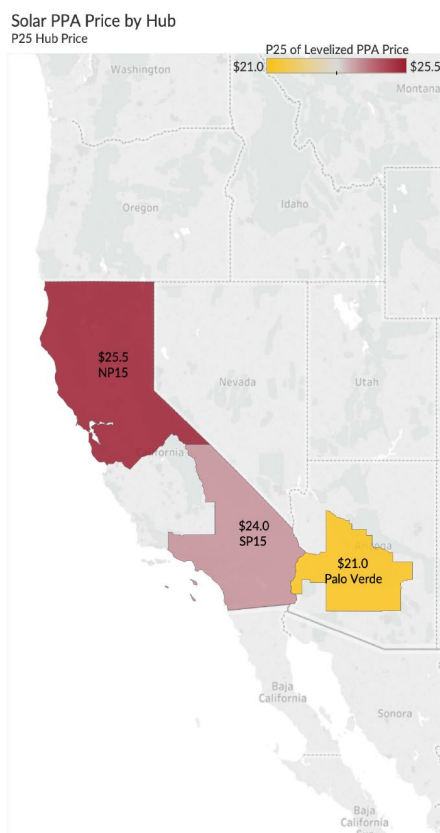 Solar PPA Price by Hub
P25 Hub Price
P25 of Levelized PPA Price
$21.0
$25.5
Washington
Montana
Oregon
Idaho
$25.5
NP15
Nevada
Utah
$24.0
SP15
$21.0
Palo Verde
Baja
California
Sonora
Baja
California